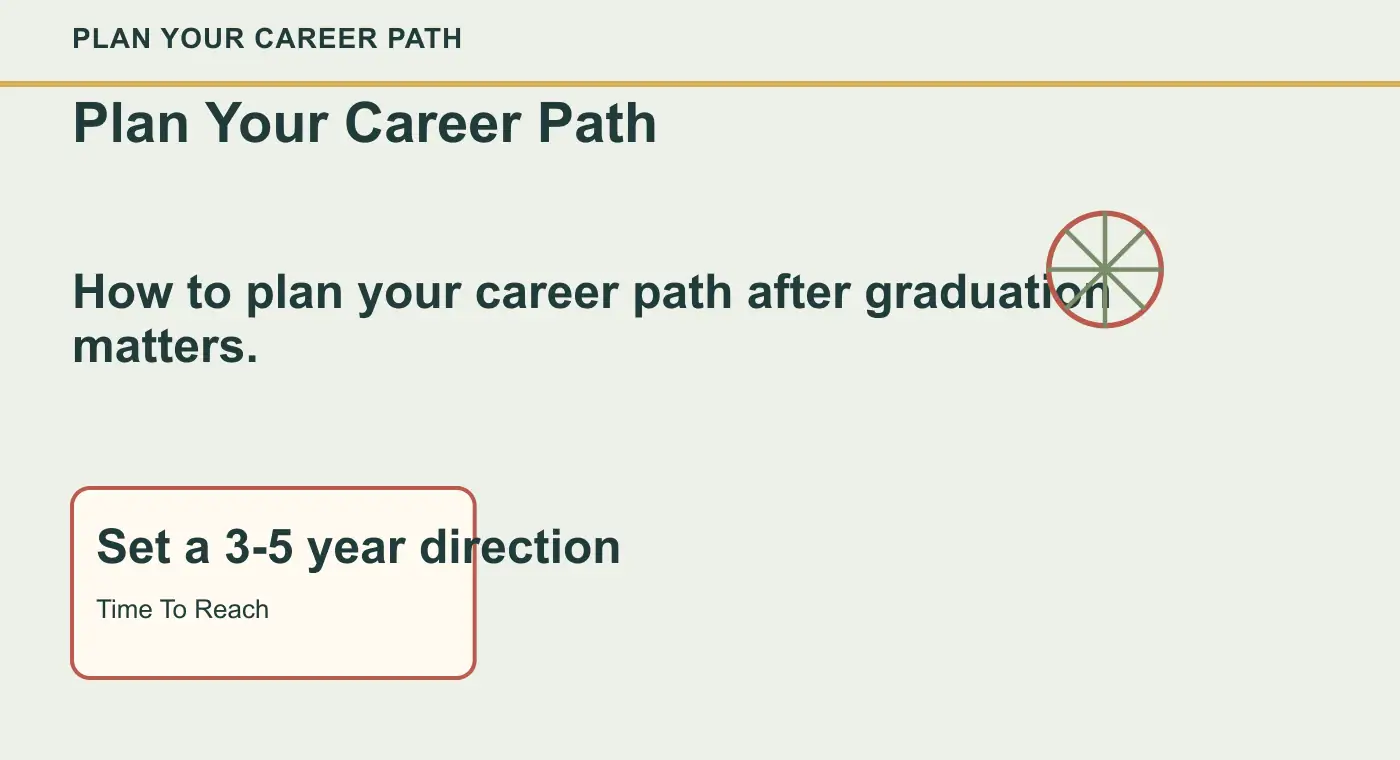 PLAN YOUR CAREER PATH
Plan Your Career Path
How to plan your career path after graduation
matters.
Set a 3-5 year direction
Time To Reach